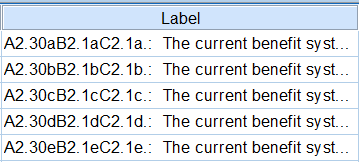 Label
A2.30aB2.1aC2.1a.: The current benefit syst...
A2.30bB2.1bC2.1b.: The current benefit syst...
A2.30cB2.1cC2.1c.: The current benefit syst...
A2.30dB2.1dC2.1d.: The current benefit syst...
A2.30eB2.1eC2.1e.: The current benefit syst...